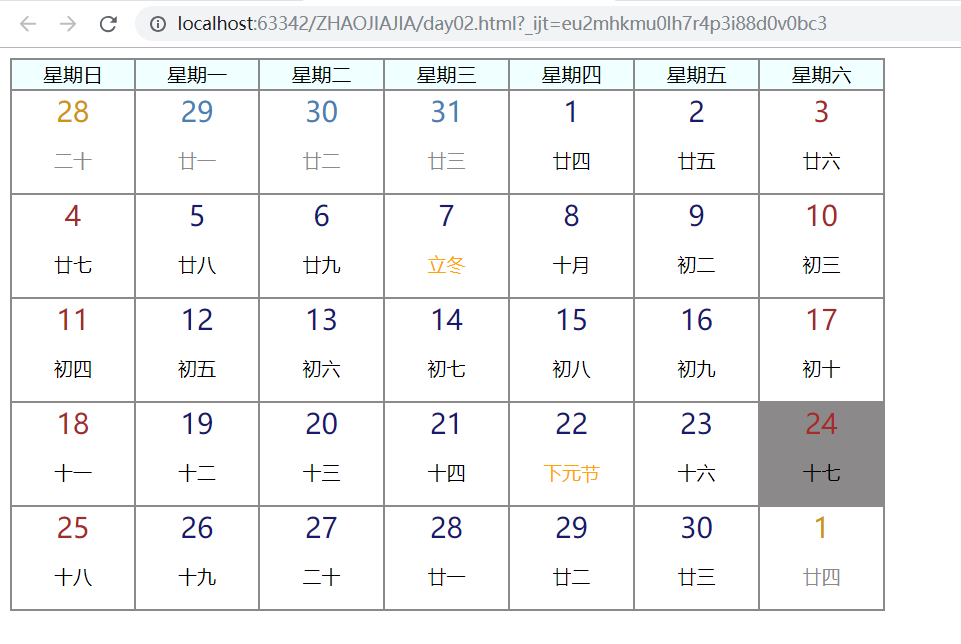 localhost:63342/ZHAOJIAJIA/day02.html?_ijt=eu2mhkmu0lh7r4p3i88d0v0bc3
星期日 星期一 星期二 星期三 星期四 星期五 星期六
28 29 30 31 1 2 3
二十 廿一 廿二 廿三 廿四 廿五 廿六
4 5 6 7 8 9 10
廿七 廿八 廿九 立冬 十月 初二 初三
11 12 13 14 15 16 17
初四 初五 初六 初七 初八 初九 初十
18 19 20 21 22 23 24
十一 十二 十三 十四 下元节 十六 十七
25 26 27 28 29 30 1
十八 十九 二十 廿一 廿二 廿三 廿四